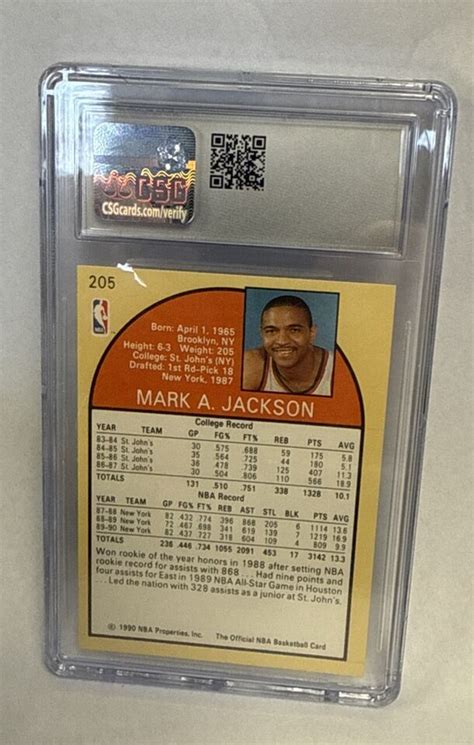 CSG
CSGcards.com/verify
205
NBA
Born: April 1, 1965
Brooklyn, NY
Height: 6-3 Weight: 205
College: St. John's (NY)
Drafted: 1st Rd-Pick 18
New York, 1987
MARK A. JACKSON
College Record
YEAR TEAM GP FG% FT% REB PTS AVG
83-84 St. John's 30 .575 .688 59 175 5.8
84-85 St. John's 35 .564 .725 44 180 5.1
85-86 St. John's 36 .478 .739 125 407 11.3
86-87 St. John's 30 .504 .806 110 566 18.9
TOTALS 131 .510 .751 338 1328 10.1
NBA Record
YEAR TEAM GP FG% FT% REB AST STL BLK PTS AVG
87-88 New York 82 .432 .774 396 868 205 6 1114 13.6
88-89 New York 72 .467 .698 341 619 139 7 1219 16.9
89-90 New York 82 .437 .727 318 604 109 4 809 9.9
TOTALS 236 .446 .734 1055 2091 453 17 3142 13.3
Won rookie of the year honors in 1988 after setting NBA
rookie record for assists with 868 . . . Had nine points and
four assists for East in 1989 NBA All-Star Game in Houston
. . . Led the nation with 328 assists as a junior at St. John's.
© 1990 NBA Properties, Inc. The Official NBA Basketball Card